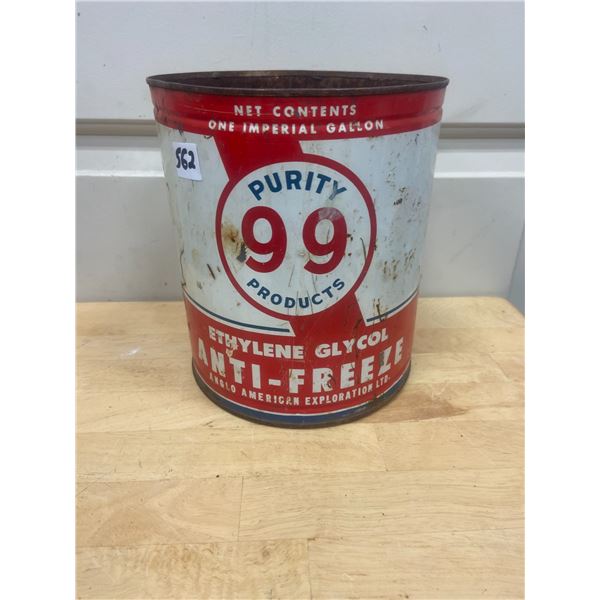 NET CONTENTS
ONE IMPERIAL GALLON
562
PURITY
99
PRODUCTS
ETHYLENE GLYCOL
ANTI-FREEZE
ANGLO AMERICAN EXPLORATION LTD.